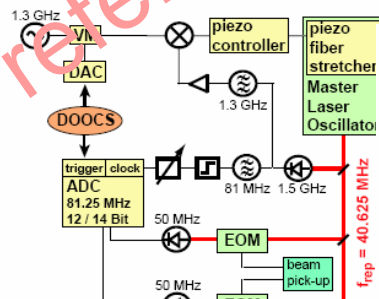 1.3 GHz
VM
piezo
controller
piezo
fiber
stretcher
Master
Laser
Oscillator
DAC
1.3 GHz
DOOCS
trigger clock
ADC
81.25 MHz
12 / 14 Bit
81 MHz
1.5 GHz
50 MHz
EOM
beam
pick-up
f_rep = 40.625 MHz
50 MHz
EOM
refer